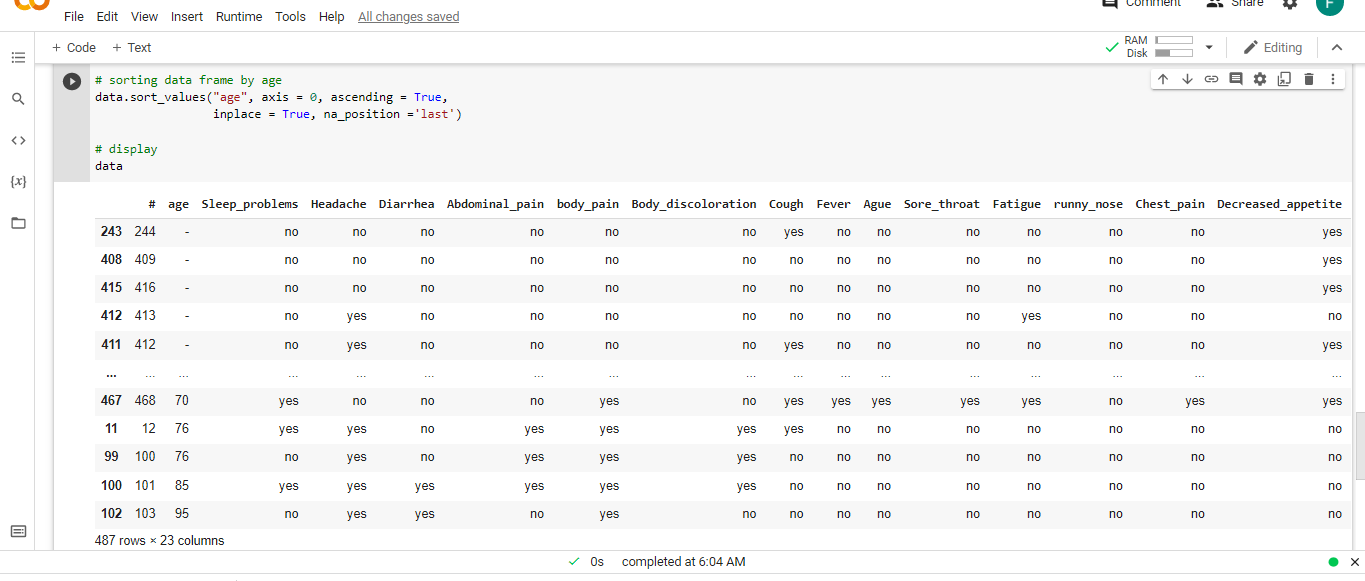 Comment Share F
File Edit View Insert Runtime Tools Help All changes saved
+ Code + Text RAM Disk Editing
# sorting data frame by age
data.sort_values("age", axis = 0, ascending = True,
inplace = True, na_position ='last')
# display
data
{x}
# age Sleep_problems Headache Diarrhea Abdominal_pain body_pain Body_discoloration Cough Fever Ague Sore_throat Fatigue runny_nose Chest_pain Decreased_appetite
243 244 - no no no no no no yes no no no no no no yes
408 409 - no no no no no no no no no no no no no yes
415 416 - no no no no no no no no no no no no no yes
412 413 - no yes no no no no no no no no yes no no no
411 412 - no yes no no no no yes no no no no no no yes
... ... ... ... ... ... ... ... ... ... ... ... ... ... ... ... ...
467 468 70 yes no no no yes no yes yes yes yes yes no yes yes
11 12 76 yes yes no yes yes yes yes no no no no no no no
99 100 76 no yes no yes yes yes no no no no no no no no
100 101 85 yes yes yes yes yes yes no no no no no no no no
102 103 95 no yes yes no yes no no no no no no no no no
487 rows × 23 columns
0s completed at 6:04 AM